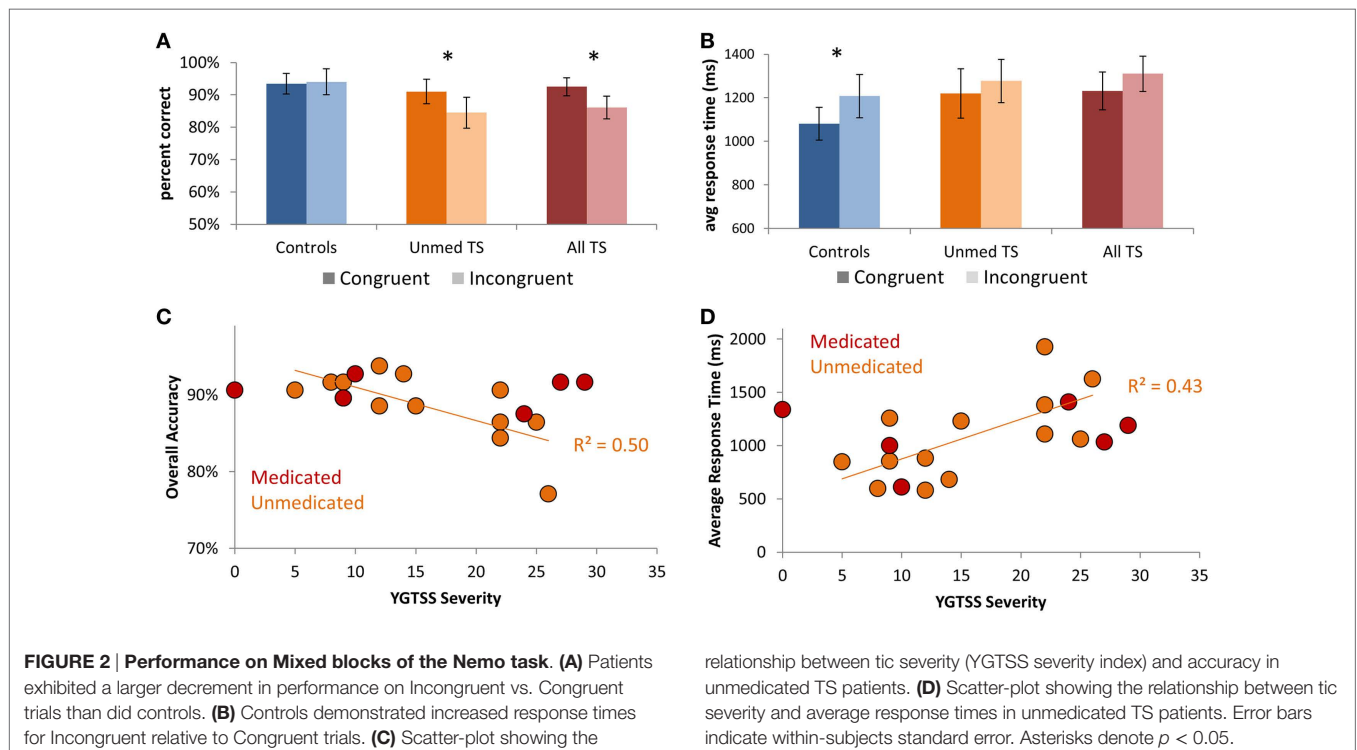 A
*
*
100%
90%
80%
70%
60%
50%
percent correct
Controls
Unmed TS
All TS
Congruent
Incongruent
B
*
1400
1200
1000
800
600
avg response time (ms)
Controls
Unmed TS
All TS
Congruent
Incongruent
C
90%
80%
70%
Overall Accuracy
R² = 0.50
Medicated
Unmedicated
0 5 10 15 20 25 30 35
YGTSS Severity
D
2000
1500
1000
500
0
Average Response Time (ms)
Medicated
Unmedicated
R² = 0.43
0 5 10 15 20 25 30 35
YGTSS Severity
FIGURE 2 | Performance on Mixed blocks of the Nemo task. (A) Patients
exhibited a larger decrement in performance on Incongruent vs. Congruent
trials than did controls. (B) Controls demonstrated increased response times
for Incongruent relative to Congruent trials. (C) Scatter-plot showing the
relationship between tic severity (YGTSS severity index) and accuracy in
unmedicated TS patients. (D) Scatter-plot showing the relationship between tic
severity and average response times in unmedicated TS patients. Error bars
indicate within-subjects standard error. Asterisks denote p < 0.05.